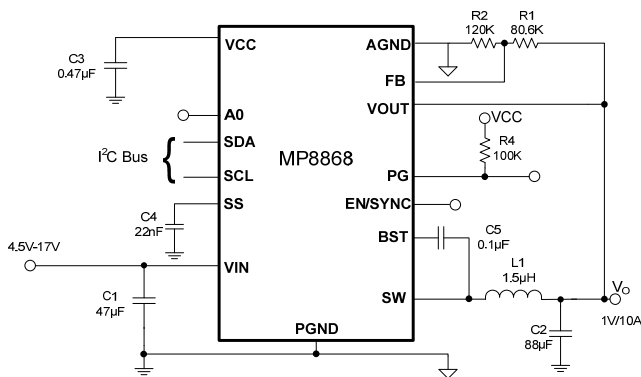 R2
120K
R1
80.6K
VCC
AGND
C3
0.47µF
FB
VOUT
VCC
A0
R4
100K
I²C Bus
{
SDA
SCL
MP8868
PG
SS
EN/SYNC
C4
22nF
BST
C5
0.1µF
4.5V-17V
VIN
L1
1.5µH
C1
47µF
SW
VO
1V/10A
C2
88µF
PGND